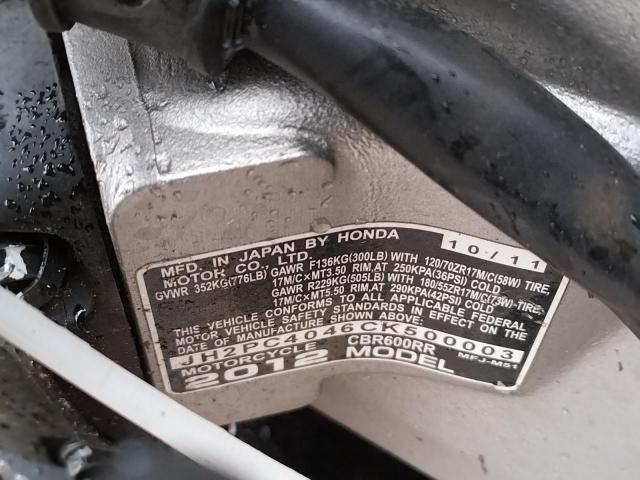 MFD. IN JAPAN BY HONDA 10/11
MOTOR CO., LTD.
GVWR 352KG(776LB) GAWR F136KG(300LB) WITH 120/70ZR17M/C(58W) TIRE
17M/C×MT3.50 RIM,AT 250KPA(36PSI) COLD
GAWR R229KG(505LB) WITH 180/55ZR17M/C(73W) TIRE
17M/C×MT5.50 RIM,AT 290KPA(42PSI) COLD
THIS VEHICLE CONFORMS TO ALL APPLICABLE FEDERAL
MOTOR VEHICLE SAFETY STANDARDS IN EFFECT ON THE
DATE OF MANUFACTURE SHOWN ABOVE.
JH2PC4046CK500003
MOTORCYCLE CBR600RR MFJ-M51
2012 MODEL